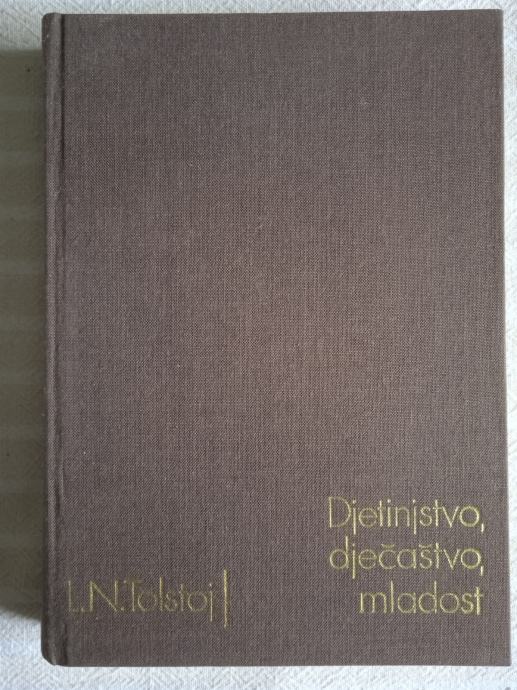 Djetinjstvo,
dječaštvo,
mladost
L.N.Tolstoj